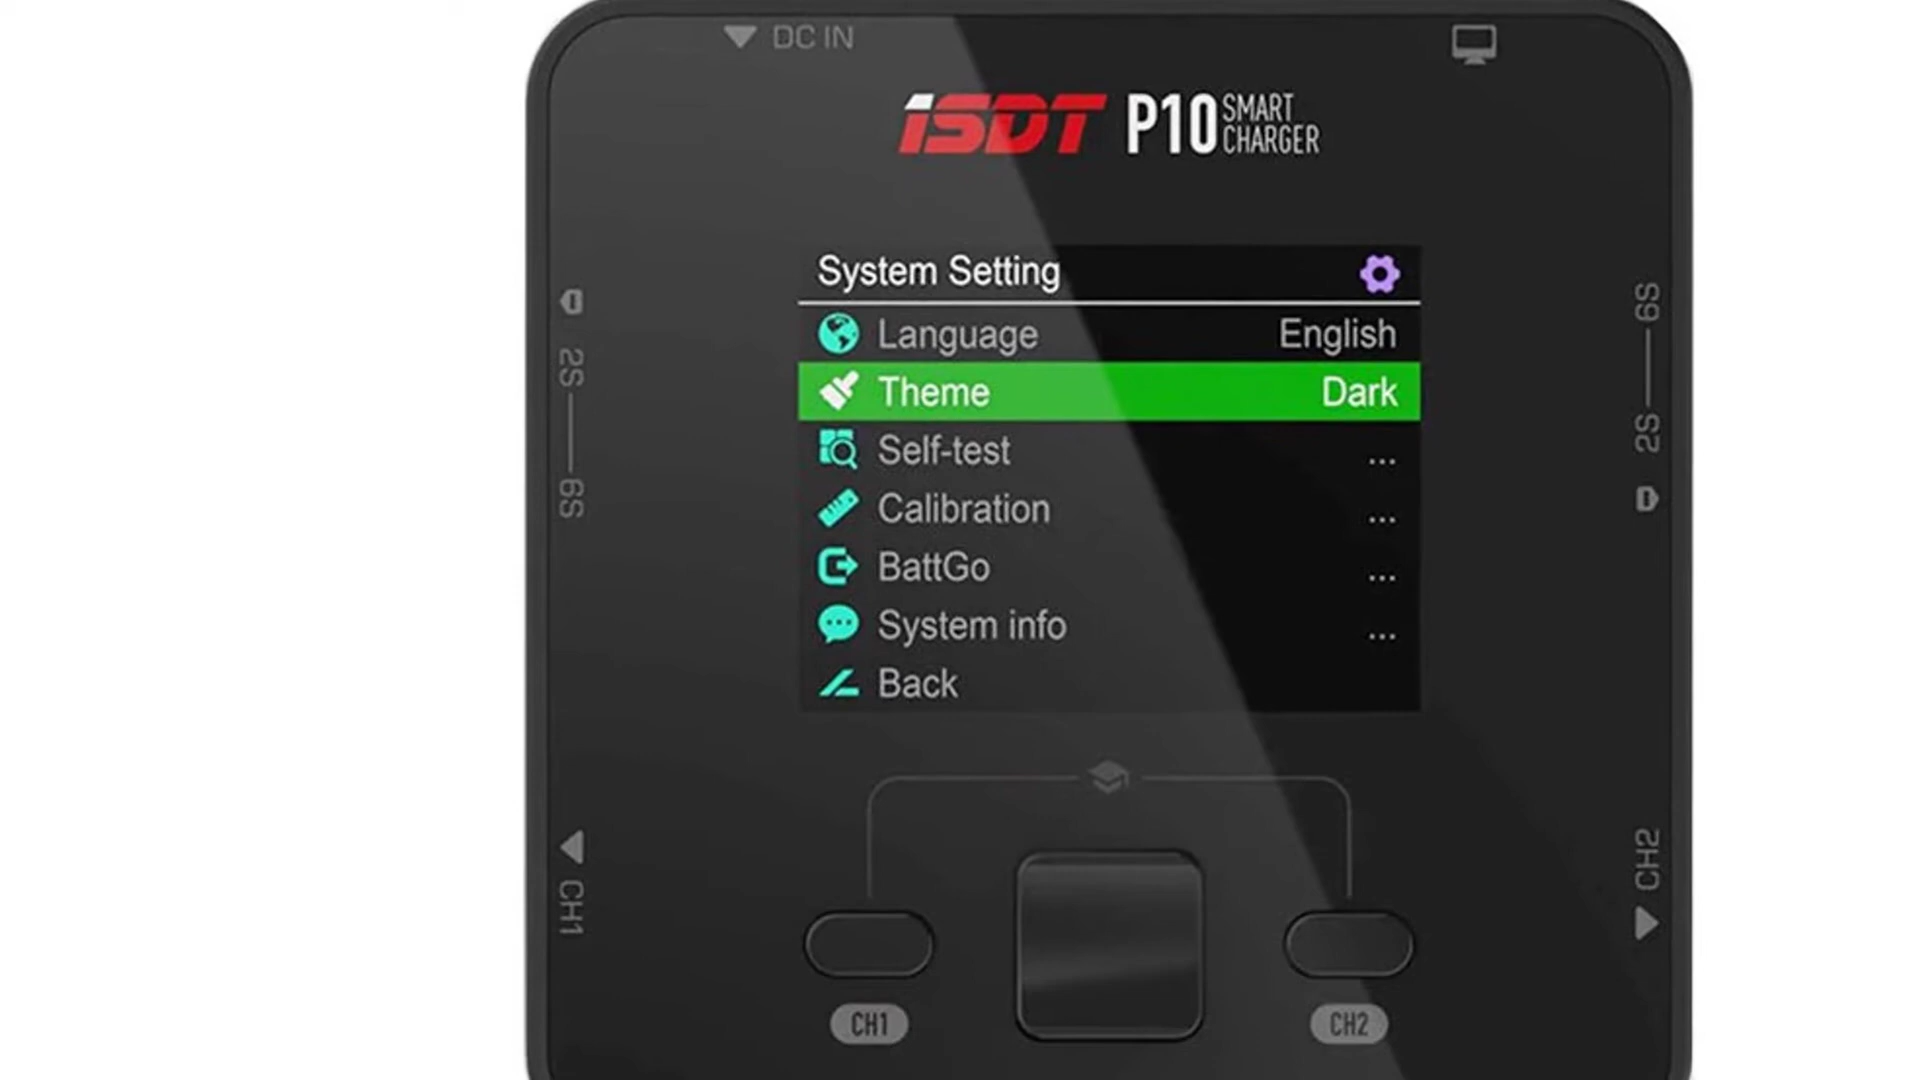 DC IN
iSDT P10 SMART CHARGER
System Setting
Language English
Theme Dark
Self-test ...
Calibration ...
BattGo ...
System info ...
Back
2S 6S
6S 2S
CH1
CH2
CH1
CH2